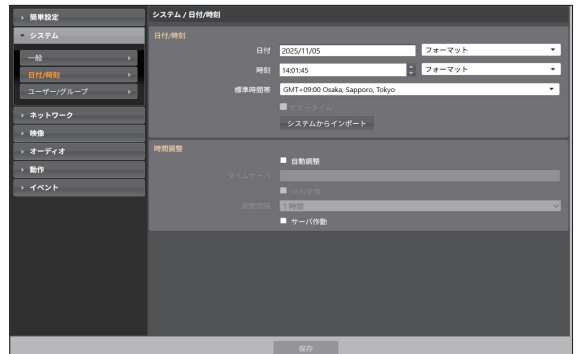 簡単設定
システム / 日付/時刻
システム
一般
日付/時刻
ユーザー/グループ
ネットワーク
映像
オーディオ
動作
イベント
日付/時刻
日付 2025/11/05 フォーマット
時刻 14:01:45 フォーマット
標準時間帯 GMT+09:00 Osaka, Sapporo, Tokyo
サマータイム
システムからインポート
時間調整
自動調整
タイムサーバ
調整間隔 1 時間
サーバ作動
保存